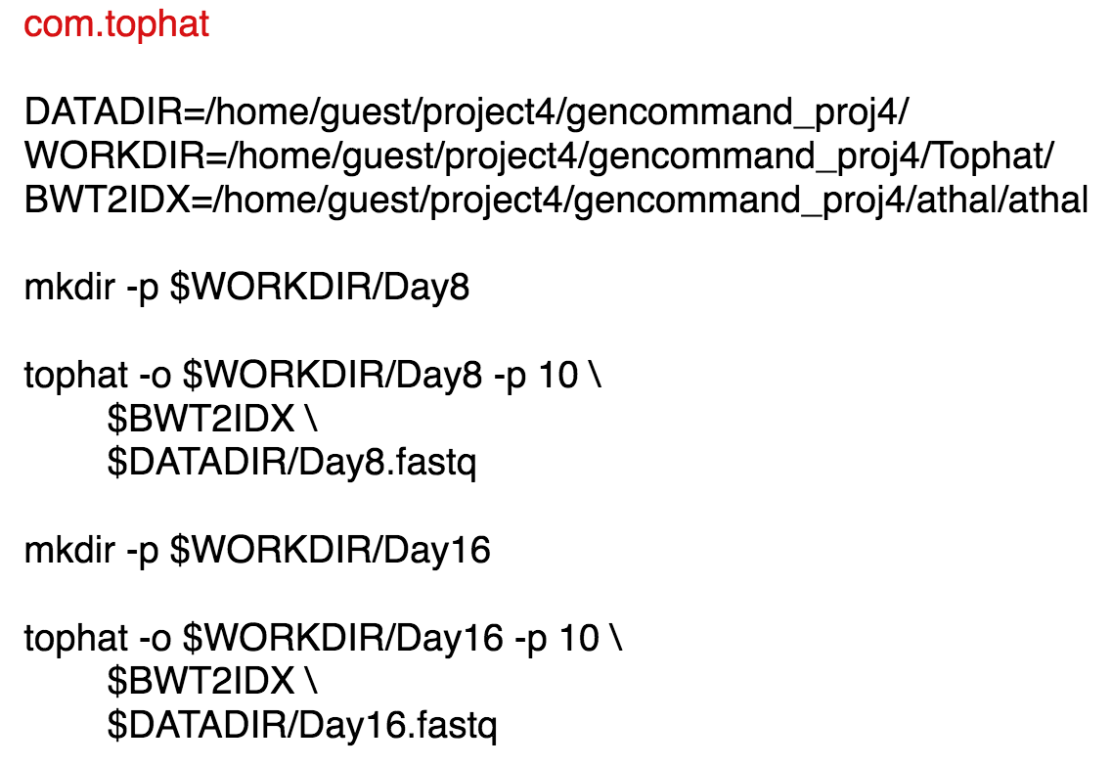 com.tophat
DATADIR=/home/guest/project4/gencommand_proj4/
WORKDIR=/home/guest/project4/gencommand_proj4/Tophat/
BWT2IDX=/home/guest/project4/gencommand_proj4/athal/athal
mkdir -p $WORKDIR/Day8
tophat -o $WORKDIR/Day8 -p 10 \
$BWT2IDX \
$DATADIR/Day8.fastq
mkdir -p $WORKDIR/Day16
tophat -o $WORKDIR/Day16 -p 10 \
$BWT2IDX \
$DATADIR/Day16.fastq